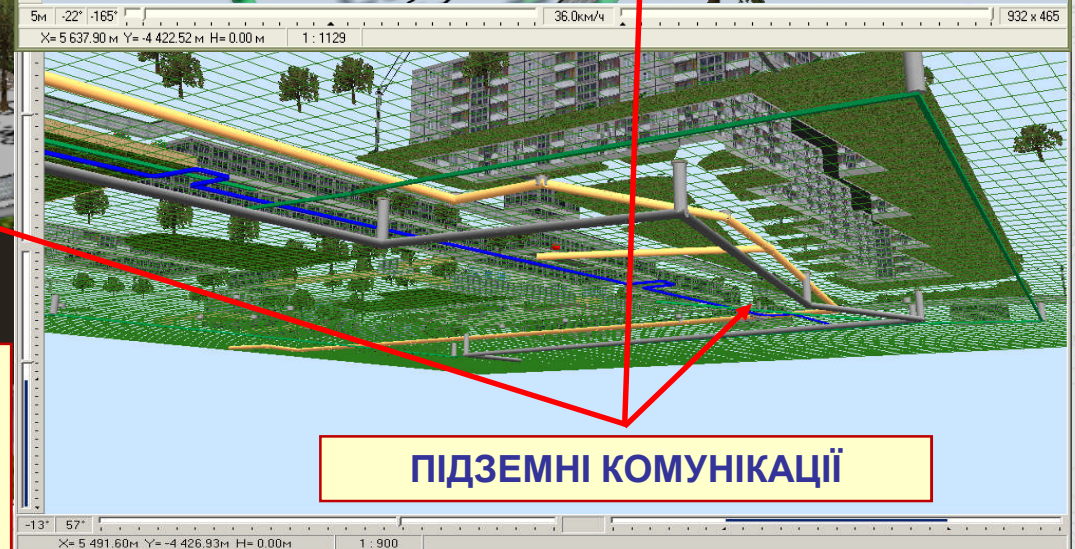 5м -22° -165° 36.0км/ч 932 x 465
X= 5 637.90 м Y= -4 422.52 м H= 0.00 м 1 : 1129
ПІДЗЕМНІ КОМУНІКАЦІЇ
-13° 57°
X= 5 491.60м Y= -4 426.93м H= 0.00м 1 : 900